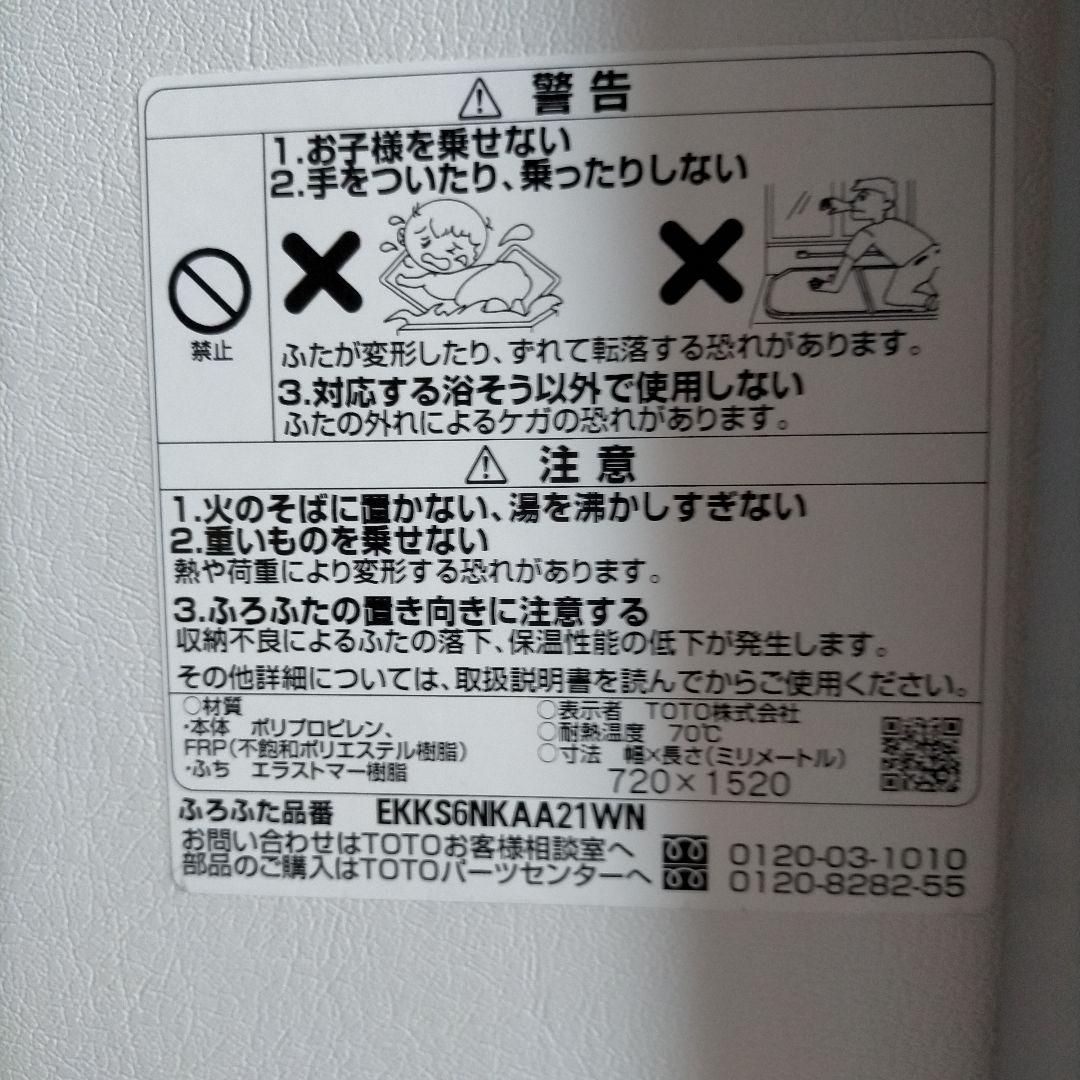 警告
1.お子様を乗せない
2.手をついたり、乗ったりしない
禁止
ふたが変形したり、ずれて転落する恐れがあります。
3.対応する浴そう以外で使用しない
ふたの外れによるケガの恐れがあります。
注意
1.火のそばに置かない、湯を沸かしすぎない
2.重いものを乗せない
熱や荷重により変形する恐れがあります。
3.ふろふたの置き向きに注意する
収納不良によるふたの落下、保温性能の低下が発生します。
その他詳細については、取扱説明書を読んでからご使用ください。
○材質
・本体 ポリプロピレン、
FRP(不飽和ポリエステル樹脂)
・ふち エラストマー樹脂
○表示者 TOTO株式会社
○耐熱温度 70℃
○寸法 幅×長さ(ミリメートル)
720×1520
ふろふた品番 EKKS6NKAA21WN
お問い合わせはTOTOお客様相談室へ 0120-03-1010
部品のご購入はTOTOパーツセンターへ 0120-8282-55